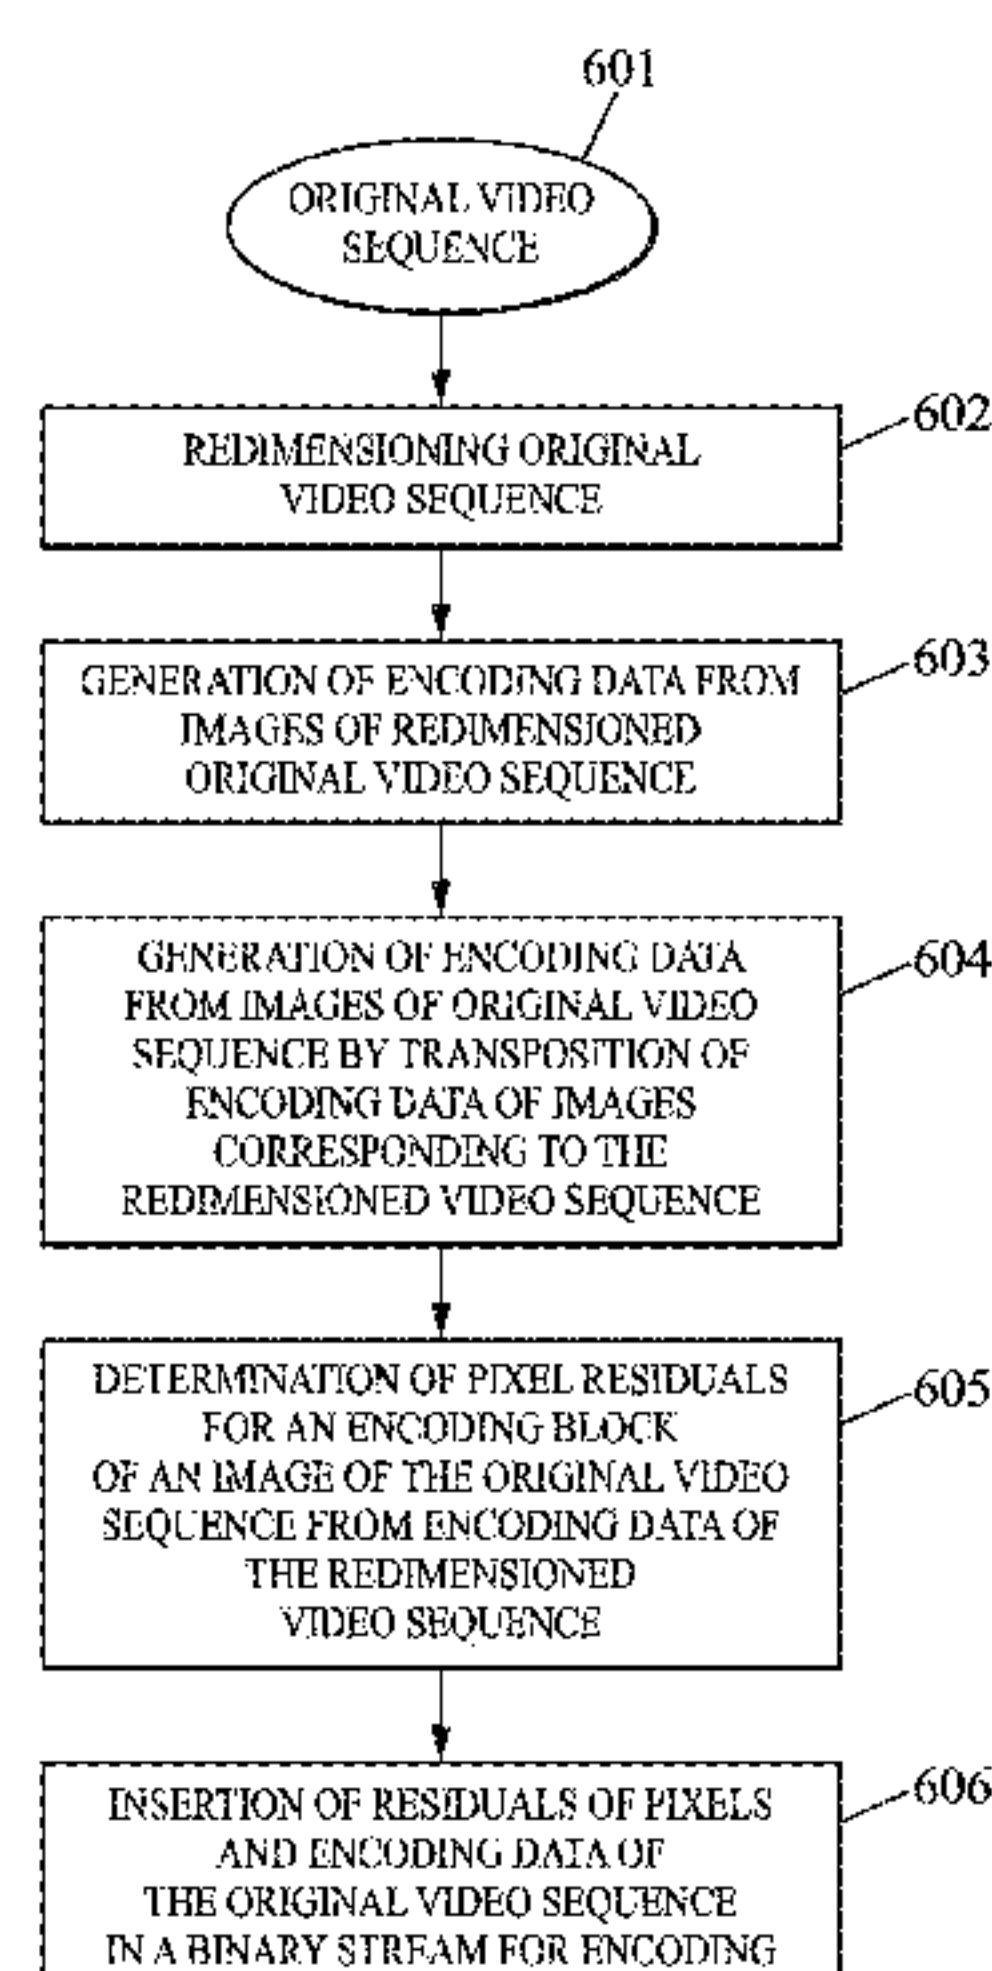 601
ORIGINAL VIDEO
SEQUENCE
602
REDIMENSIONING ORIGINAL
VIDEO SEQUENCE
603
GENERATION OF ENCODING DATA FROM
IMAGES OF REDIMENSIONED
ORIGINAL VIDEO SEQUENCE
604
GENERATION OF ENCODING DATA
FROM IMAGES OF ORIGINAL VIDEO
SEQUENCE BY TRANSPOSITION OF
ENCODING DATA OF IMAGES
CORRESPONDING TO THE
REDIMENSIONED VIDEO SEQUENCE
605
DETERMINATION OF PIXEL RESIDUALS
FOR AN ENCODING BLOCK
OF AN IMAGE OF THE ORIGINAL VIDEO
SEQUENCE FROM ENCODING DATA OF
THE REDIMENSIONED
VIDEO SEQUENCE
606
INSERTION OF RESIDUALS OF PIXELS
AND ENCODING DATA OF
THE ORIGINAL VIDEO SEQUENCE
IN A BINARY STREAM FOR ENCODING